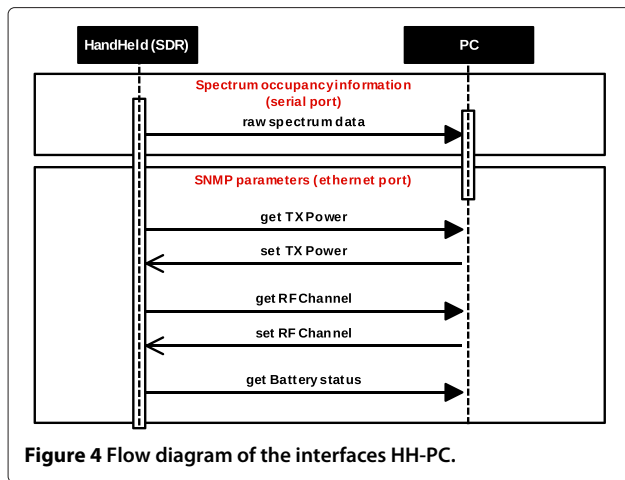 HandHeld (SDR)
PC
Spectrum occupancy information
(serial port)
raw spectrum data
SNMP parameters (ethernet port)
get TX Power
set TX Power
get RF Channel
set RF Channel
get Battery status
Figure 4 Flow diagram of the interfaces HH-PC.